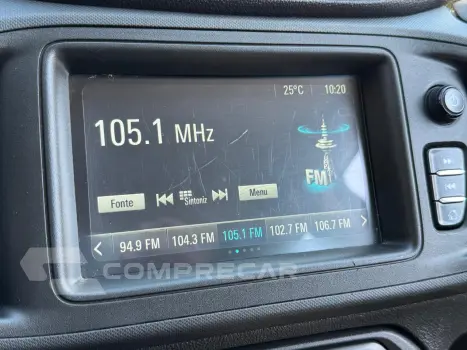 25°C 10:20
105.1 MHz
FM
Fonte Sintoniz Menu
94.9 FM 104.3 FM 105.1 FM 102.7 FM 106.7 FM
COMPRECAR